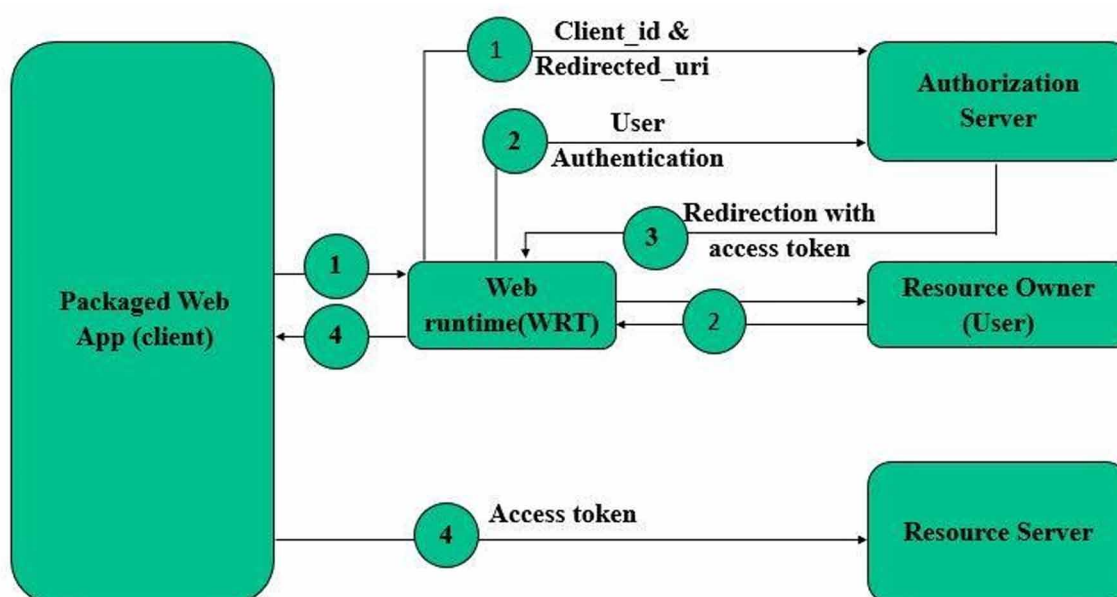 1
Client_id &
Redirected_uri
Authorization
Server
2
User
Authentication
3
Redirection with
access token
1
Packaged Web
App (client)
4
Web
runtime(WRT)
2
Resource Owner
(User)
4
Access token
Resource Server